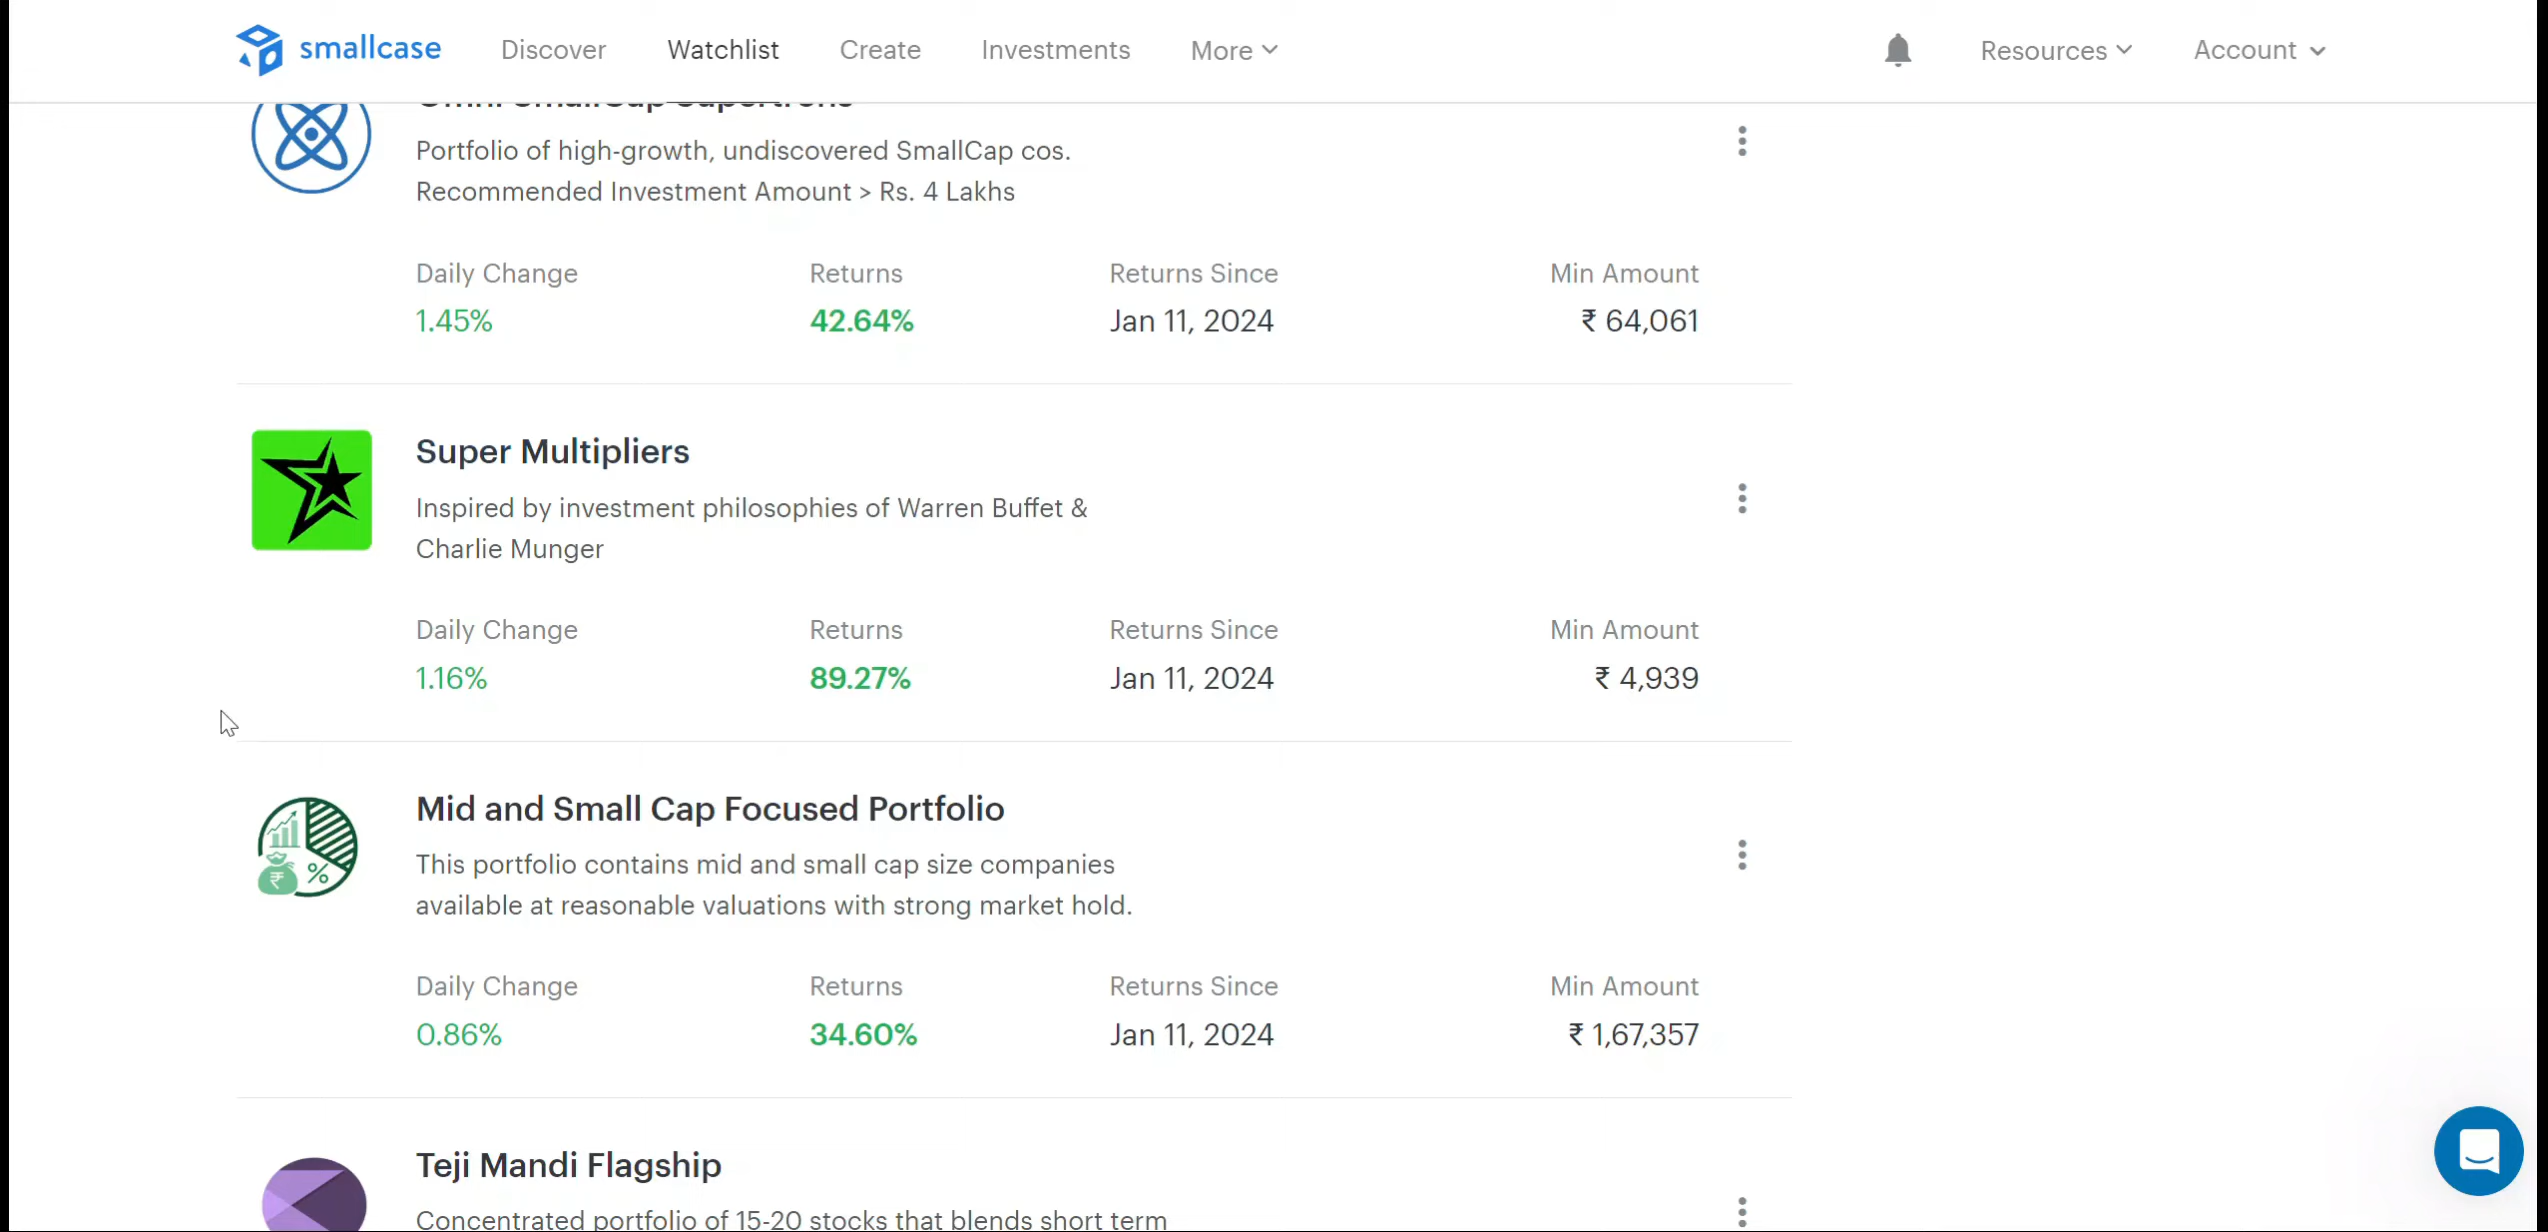 smallcase Discover Watchlist Create Investments More Resources Account
Omni SmallCap Supertrons
Portfolio of high-growth, undiscovered SmallCap cos.
Recommended Investment Amount > Rs. 4 Lakhs
Daily Change Returns Returns Since Min Amount
1.45% 42.64% Jan 11, 2024 ₹ 64,061
Super Multipliers
Inspired by investment philosophies of Warren Buffet &
Charlie Munger
Daily Change Returns Returns Since Min Amount
1.16% 89.27% Jan 11, 2024 ₹ 4,939
Mid and Small Cap Focused Portfolio
This portfolio contains mid and small cap size companies
available at reasonable valuations with strong market hold.
Daily Change Returns Returns Since Min Amount
0.86% 34.60% Jan 11, 2024 ₹ 1,67,357
Teji Mandi Flagship
Concentrated portfolio of 15-20 stocks that blends short term